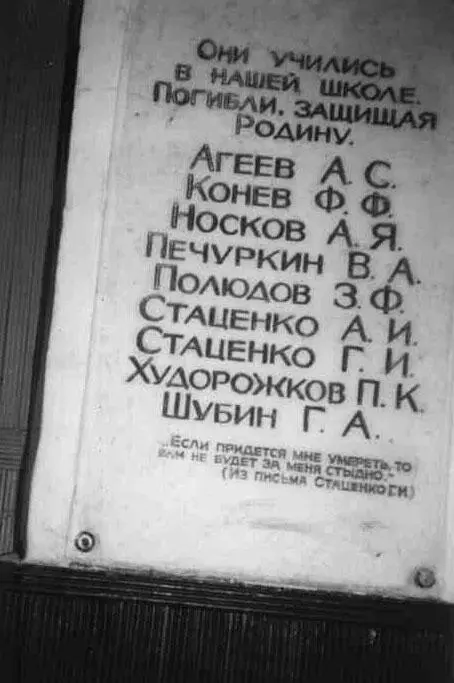 Они учились
в нашей школе.
Погибли, защищая
Родину.
Агеев А. С.
Конев Ф. Ф.
Носков А. Я.
Печуркин В. А.
Полюдов З. Ф.
Стаценко А. И.
Стаценко Г. И.
Худорожков П. К.
Шубин Г. А.
„Если придется мне умереть, то
вам не будет за меня стыдно.“
(Из письма Стаценко Г И)